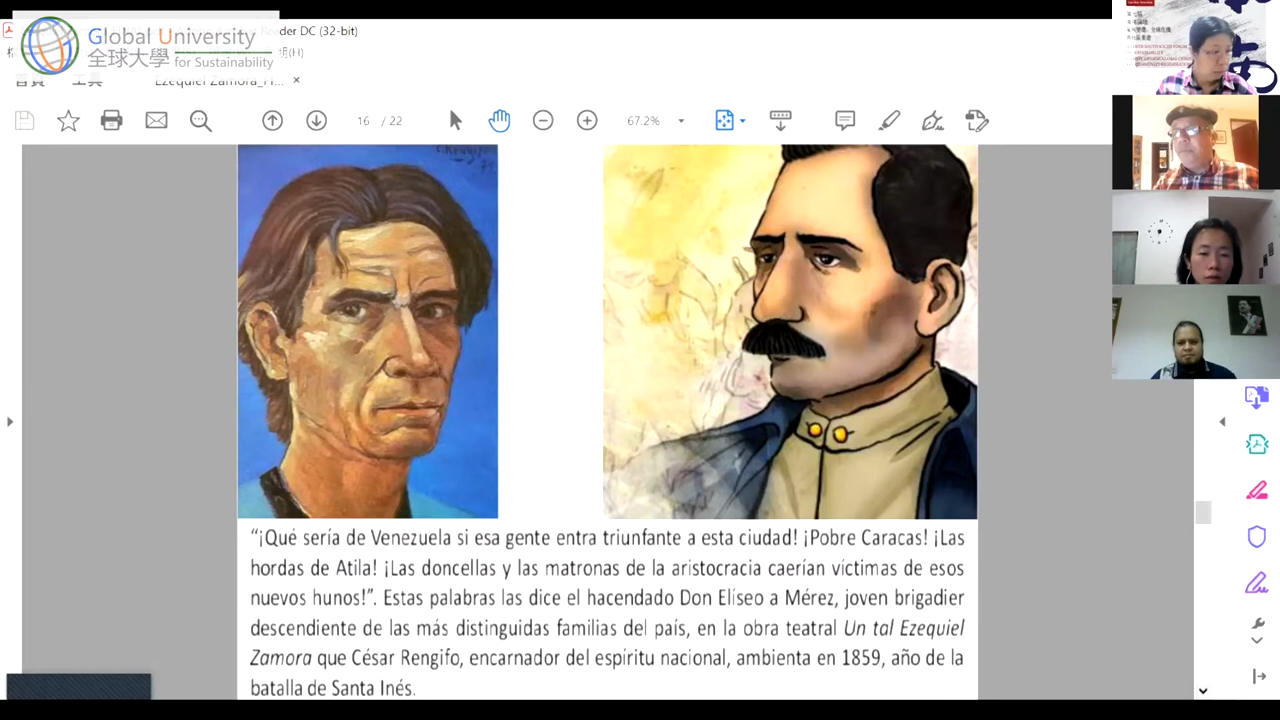 Global University
全球大學 for Sustainability
Reader DC (32-bit)
Ezequiel Zamora_
16 / 22
67.2%
“¡Qué sería de Venezuela si esa gente entra triunfante a esta ciudad! ¡Pobre Caracas! ¡Las
hordas de Atila! ¡Las doncellas y las matronas de la aristocracia caerían víctimas de esos
nuevos hunos!”. Estas palabras las dice el hacendado Don Elíseo a Mérez, joven brigadier
descendiente de las más distinguidas familias del país, en la obra teatral Un tal Ezequiel
Zamora que César Rengifo, encarnador del espíritu nacional, ambienta en 1859, año de la
batalla de Santa Inés.